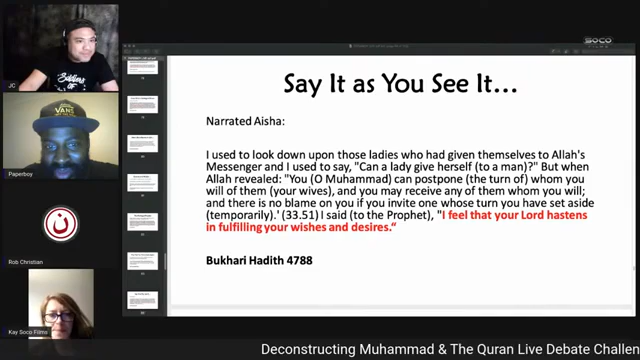 SOCO
JC
VANS
Paperboy
Rob Christian
Kay Soco Films
Say It as You See It...
Narrated Aisha:
I used to look down upon those ladies who had given themselves to Allah's
Messenger and I used to say, "Can a lady give herself (to a man)?" But when
Allah revealed: "You (O Muhammad) can postpone (the turn of) whom you
will of them (your wives), and you may receive any of them whom you will;
and there is no blame on you if you invite one whose turn you have set aside
(temporarily).' (33.51) I said (to the Prophet), "I feel that your Lord hastens
in fulfilling your wishes and desires.“
Bukhari Hadith 4788
Deconstructing Muhammad & The Quran Live Debate Challen